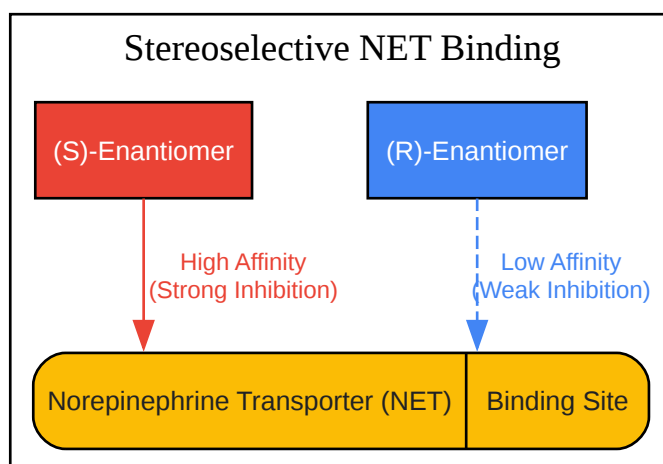 Stereoselective NET Binding
(S)-Enantiomer
(R)-Enantiomer
High Affinity
(Strong Inhibition)
Low Affinity
(Weak Inhibition)
Norepinephrine Transporter (NET)
Binding Site